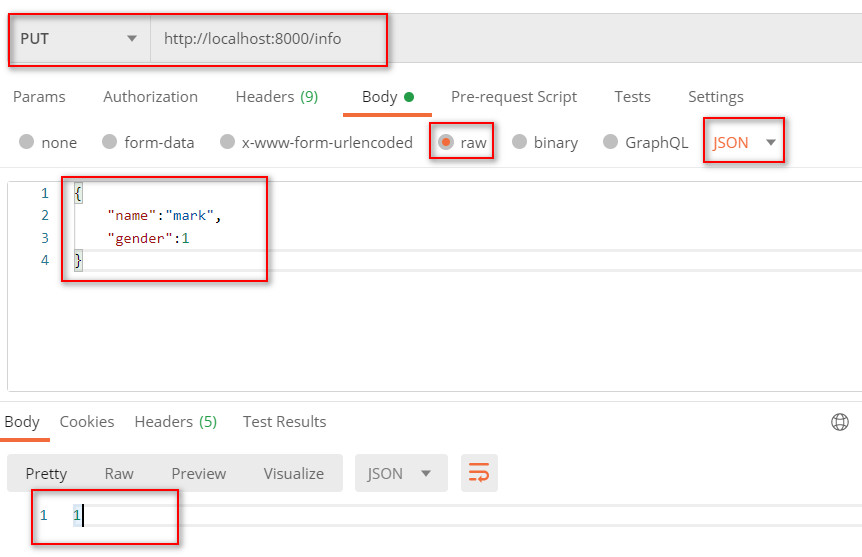 PUT http://localhost:8000/info
Params Authorization Headers (9) Body Pre-request Script Tests Settings
none form-data x-www-form-urlencoded raw binary GraphQL JSON
1 {
2 "name":"mark",
3 "gender":1
4 }
Body Cookies Headers (5) Test Results
Pretty Raw Preview Visualize JSON
1 1